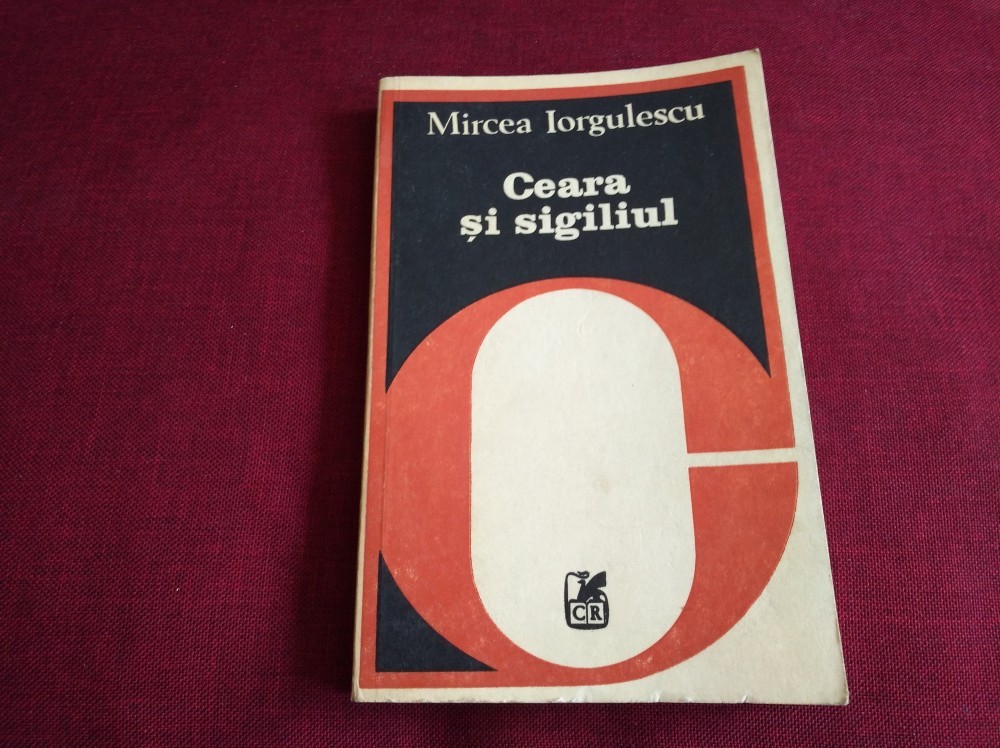 Mircea Iorgulescu
Ceara
și sigiliul
CR